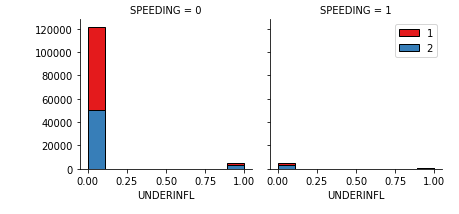 SPEEDING = 0
SPEEDING = 1
120000
100000
80000
60000
40000
20000
0
1
2
0.00 0.25 0.50 0.75 1.00
0.00 0.25 0.50 0.75 1.00
UNDERINFL
UNDERINFL